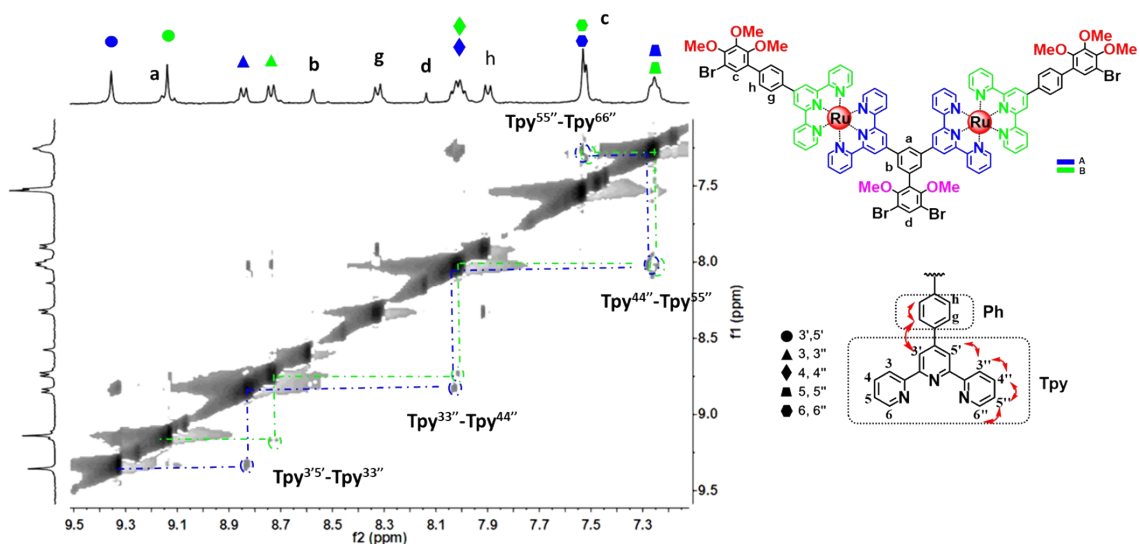 a
b
g
d
h
c
Tpy55''-Tpy66''
Tpy44''-Tpy55''
Tpy33''-Tpy44''
Tpy3'5'-Tpy33''
7.5
8.0
8.5
9.0
9.5
f1 (ppm)
9.5 9.3 9.1 8.9 8.7 8.5 8.3 8.1 7.9 7.7 7.5 7.3
f2 (ppm)
OMe
MeO OMe
Br
c
h
g
N N N
N N N
Ru
a
b
MeO OMe
Br Br
d
N N N
N N N
Ru
OMe
MeO OMe
Br
A
B
3',5'
3, 3''
4, 4''
5, 5''
6, 6''
h
g
Ph
3' 5'
3 3''
4 4''
5 5''
6 6''
N N N
Tpy